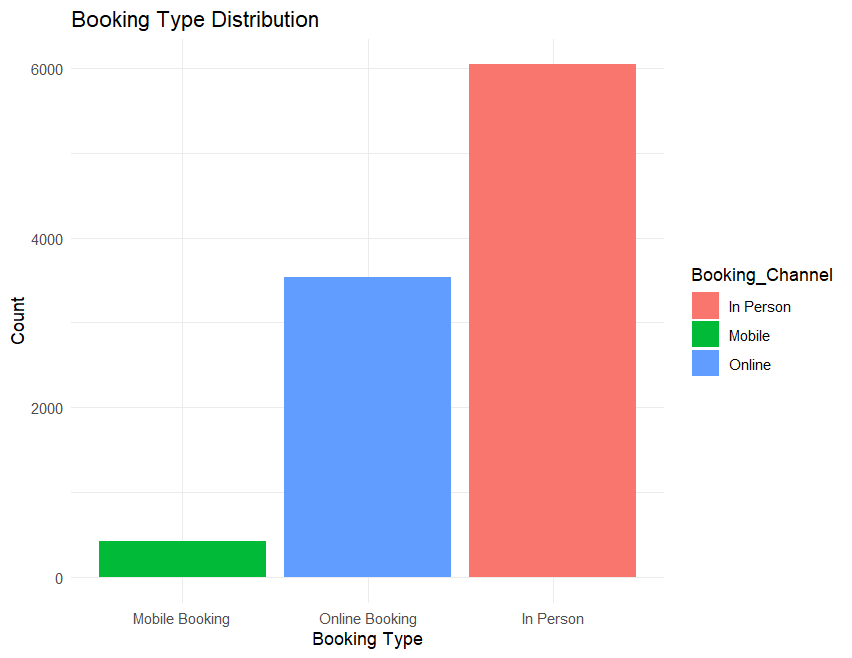 Booking Type Distribution
6000
4000
2000
0
Count
Mobile Booking
Online Booking
In Person
Booking Type
Booking_Channel
In Person
Mobile
Online